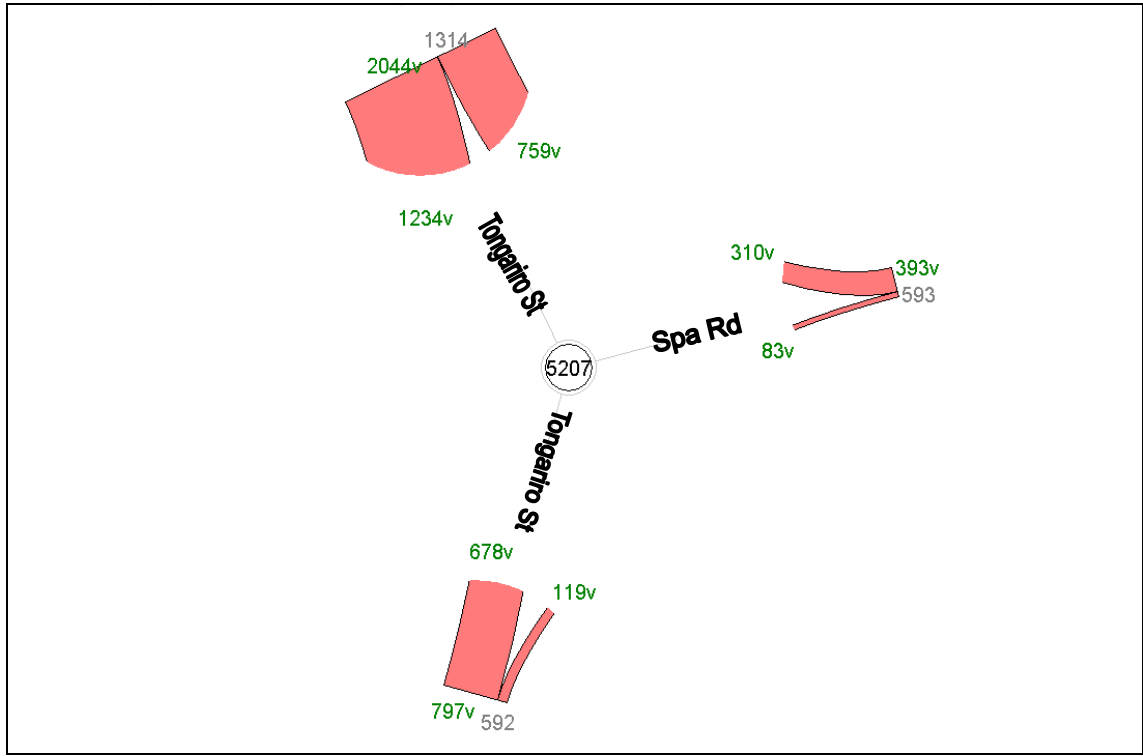 1314
2044v
759v
1234v
Tongariro St
310v
393v
593
Spa Rd
83v
5207
Tongariro St
678v
119v
797v
592